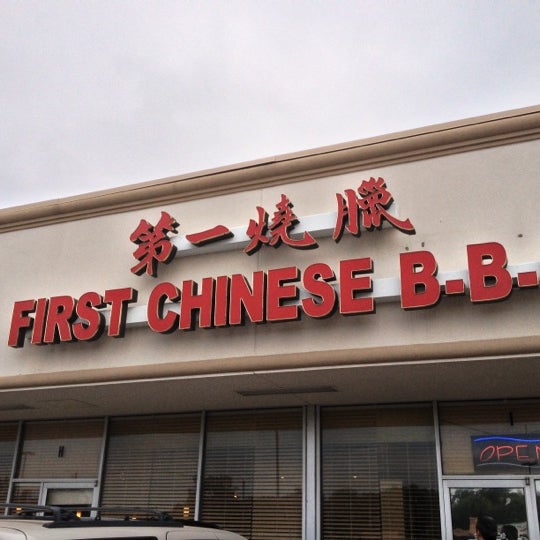 第一燒臘
FIRST CHINESE B.B.
OPEN